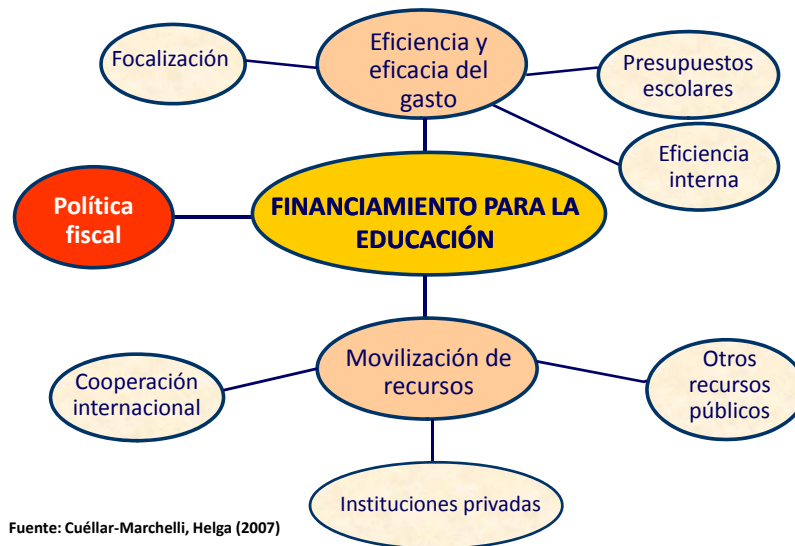 Focalización
Eficiencia y
eficacia del
gasto
Presupuestos
escolares
Eficiencia
interna
Política
fiscal
FINANCIAMIENTO PARA LA
EDUCACIÓN
Movilización de
recursos
Cooperación
internacional
Otros
recursos
públicos
Instituciones privadas
Fuente: Cuéllar-Marchelli, Helga (2007)